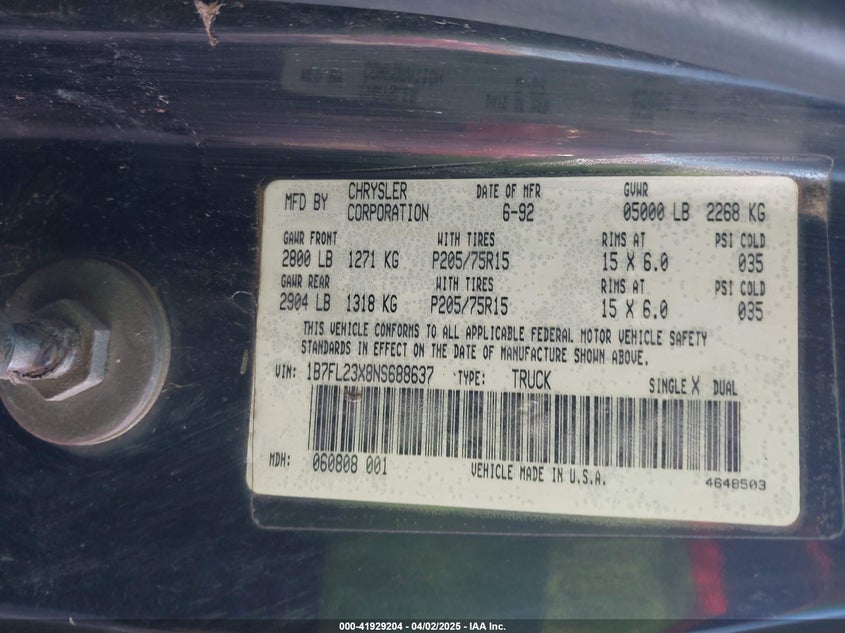 MFD BY CHRYSLER CORPORATION DATE OF MFR 6-92 GVWR 05000 LB 2268 KG
GAWR FRONT WITH TIRES RIMS AT PSI COLD
2800 LB 1271 KG P205/75R15 15 X 6.0 035
GAWR REAR WITH TIRES RIMS AT PSI COLD
2904 LB 1318 KG P205/75R15 15 X 6.0 035
THIS VEHICLE CONFORMS TO ALL APPLICABLE FEDERAL MOTOR VEHICLE SAFETY
STANDARDS IN EFFECT ON THE DATE OF MANUFACTURE SHOWN ABOVE.
VIN: 1B7FL23X8NS688637 TYPE: TRUCK SINGLE X DUAL
MDH: 060808 001 VEHICLE MADE IN U.S.A. 4648503
000-41929204 - 04/02/2025 - IAA Inc.